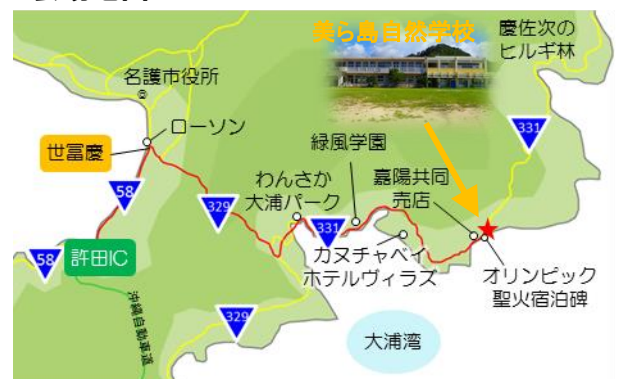 美ら島自然学校
慶佐次の
ヒルギ林
名護市役所
ローソン
世冨慶
331
緑風学園
58
329
わんさか
大浦パーク
嘉陽共同
売店
331
58
許田IC
カヌチャベイ
ホテルヴィラズ
オリンピック
聖火宿泊碑
沖縄自動車道
329
大浦湾